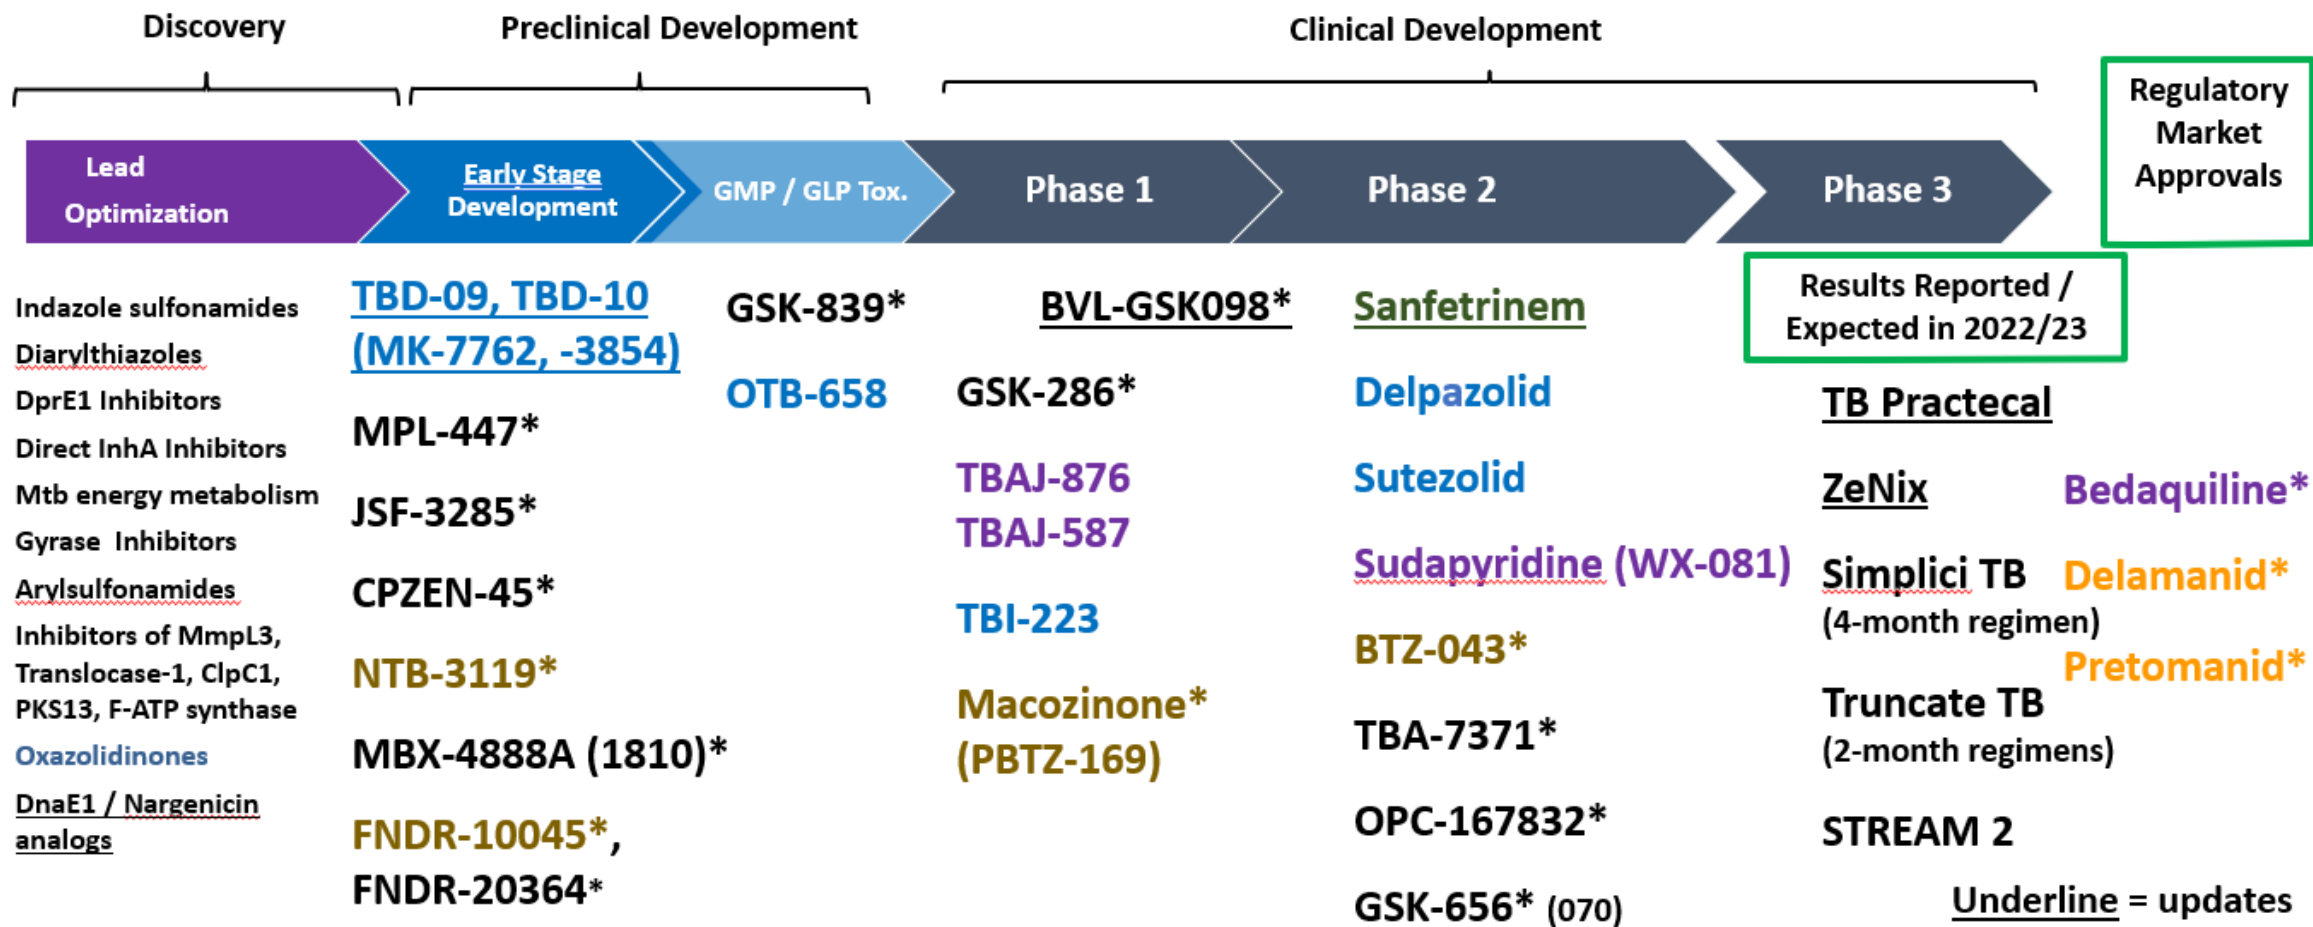 Discovery
Preclinical Development
Clinical Development
Regulatory
Market
Approvals
Lead
Optimization
Early Stage
Development
GMP / GLP Tox.
Phase 1
Phase 2
Phase 3
Indazole sulfonamides
Diarylthiazoles
DprE1 Inhibitors
Direct InhA Inhibitors
Mtb energy metabolism
Gyrase Inhibitors
Arylsulfonamides
Inhibitors of MmpL3,
Translocase-1, ClpC1,
PKS13, F-ATP synthase
Oxazolidinones
DnaE1 / Nargenicin
analogs
TBD-09, TBD-10
(MK-7762, -3854)
MPL-447*
JSF-3285*
CPZEN-45*
NTB-3119*
MBX-4888A (1810)*
FNDR-10045*,
FNDR-20364*
GSK-839*
OTB-658
BVL-GSK098*
GSK-286*
TBAJ-876
TBAJ-587
TBI-223
Macozinone*
(PBTZ-169)
Sanfetrinem
Delpazolid
Sutezolid
Sudapyridine (WX-081)
BTZ-043*
TBA-7371*
OPC-167832*
GSK-656* (070)
Results Reported /
Expected in 2022/23
TB Practecal
ZeNix
Simplici TB
(4-month regimen)
Truncate TB
(2-month regimens)
STREAM 2
Bedaquiline*
Delamanid*
Pretomanid*
Underline = updates